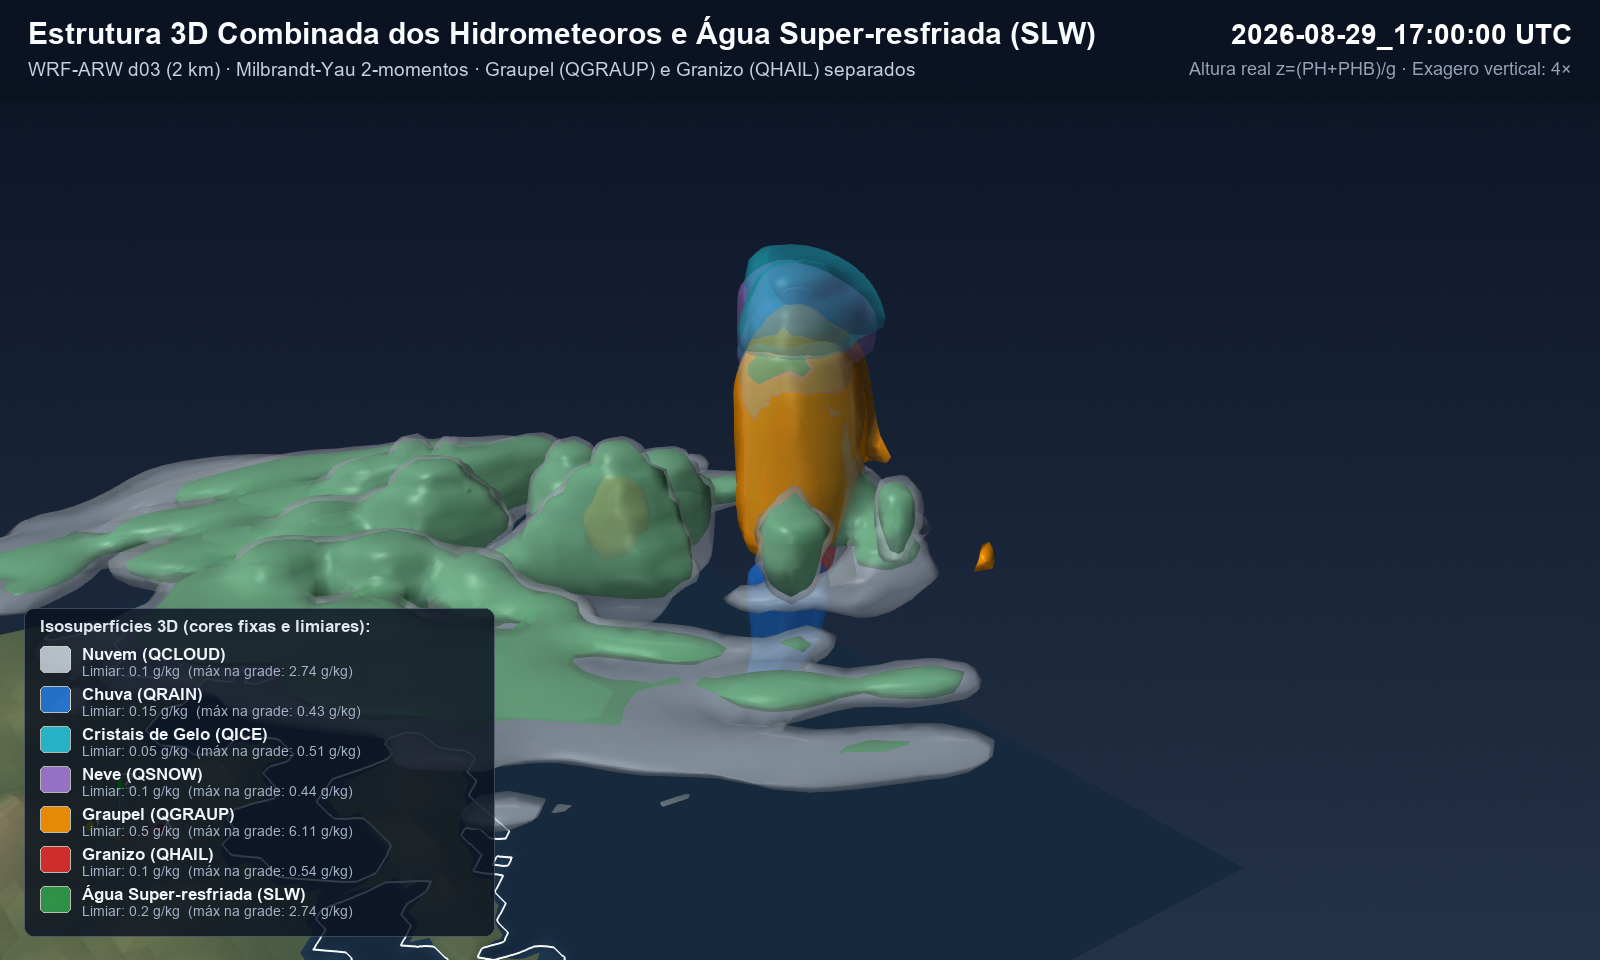 Estrutura 3D Combinada dos Hidrometeoros e Água Super-resfriada (SLW)
2026-08-29_17:00:00 UTC
WRF-ARW d03 (2 km) · Milbrandt-Yau 2-momentos · Graupel (QGRAUP) e Granizo (QHAIL) separados
Altura real z=(PH+PHB)/g · Exagero vertical: 4×
Isosuperfícies 3D (cores fixas e limiares):
Nuvem (QCLOUD)
Limiar: 0.1 g/kg (máx na grade: 2.74 g/kg)
Chuva (QRAIN)
Limiar: 0.15 g/kg (máx na grade: 0.43 g/kg)
Cristais de Gelo (QICE)
Limiar: 0.05 g/kg (máx na grade: 0.51 g/kg)
Neve (QSNOW)
Limiar: 0.1 g/kg (máx na grade: 0.44 g/kg)
Graupel (QGRAUP)
Limiar: 0.5 g/kg (máx na grade: 6.11 g/kg)
Granizo (QHAIL)
Limiar: 0.1 g/kg (máx na grade: 0.54 g/kg)
Água Super-resfriada (SLW)
Limiar: 0.2 g/kg (máx na grade: 2.74 g/kg)